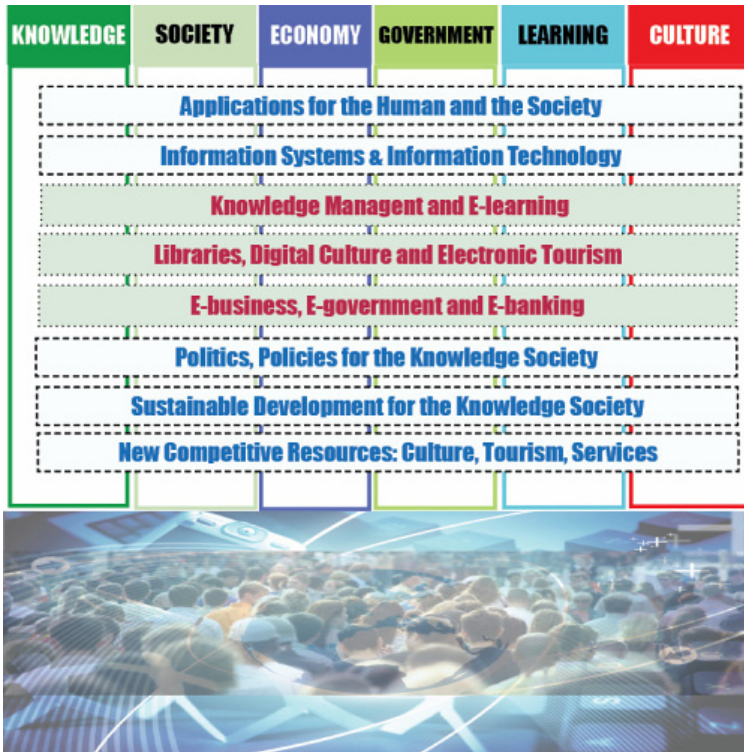 KNOWLEDGE SOCIETY ECONOMY GOVERNMENT LEARNING CULTURE
Applications for the Human and the Society
Information Systems & Information Technology
Knowledge Managent and E-learning
Libraries, Digital Culture and Electronic Tourism
E-business, E-government and E-banking
Politics, Policies for the Knowledge Society
Sustainable Development for the Knowledge Society
New Competitive Resources: Culture, Tourism, Services